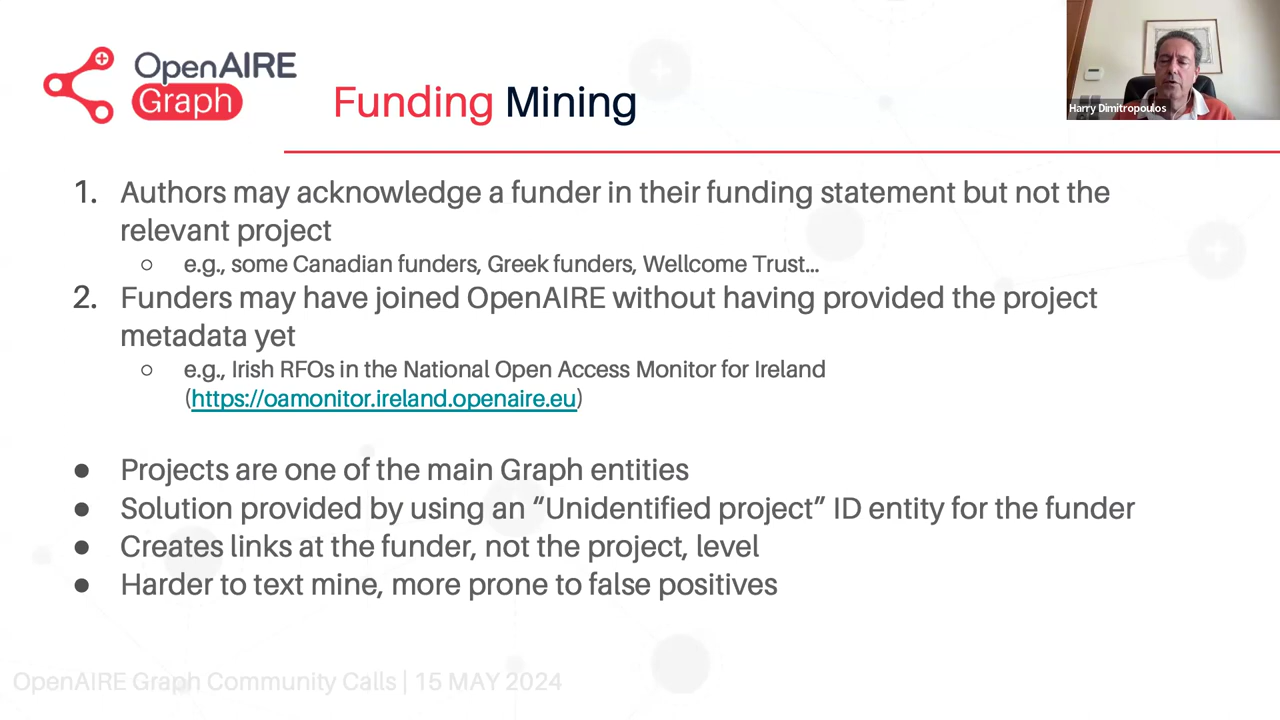 OpenAIRE
Graph
Funding Mining
Harry Dimitropoulos
1. Authors may acknowledge a funder in their funding statement but not the
relevant project
○ e.g., some Canadian funders, Greek funders, Wellcome Trust...
2. Funders may have joined OpenAIRE without having provided the project
metadata yet
○ e.g., Irish RFOs in the National Open Access Monitor for Ireland
(https://oamonitor.ireland.openaire.eu)
● Projects are one of the main Graph entities
● Solution provided by using an “Unidentified project” ID entity for the funder
● Creates links at the funder, not the project, level
● Harder to text mine, more prone to false positives
OpenAIRE Graph Community Calls | 15 MAY 2024